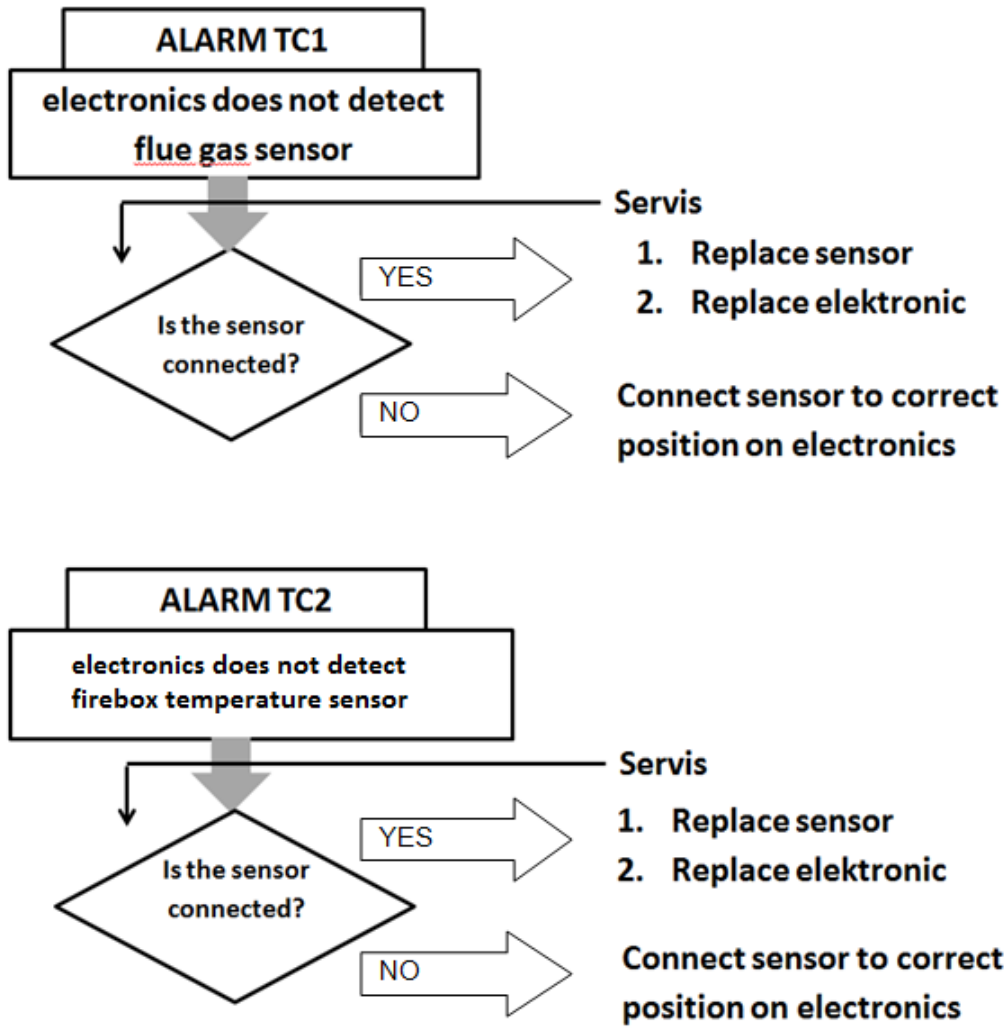 ALARM TC1
electronics does not detect
flue gas sensor
Servis
YES
1. Replace sensor
2. Replace elektronic
Is the sensor
connected?
NO
Connect sensor to correct
position on electronics
ALARM TC2
electronics does not detect
firebox temperature sensor
Servis
YES
1. Replace sensor
2. Replace elektronic
Is the sensor
connected?
NO
Connect sensor to correct
position on electronics